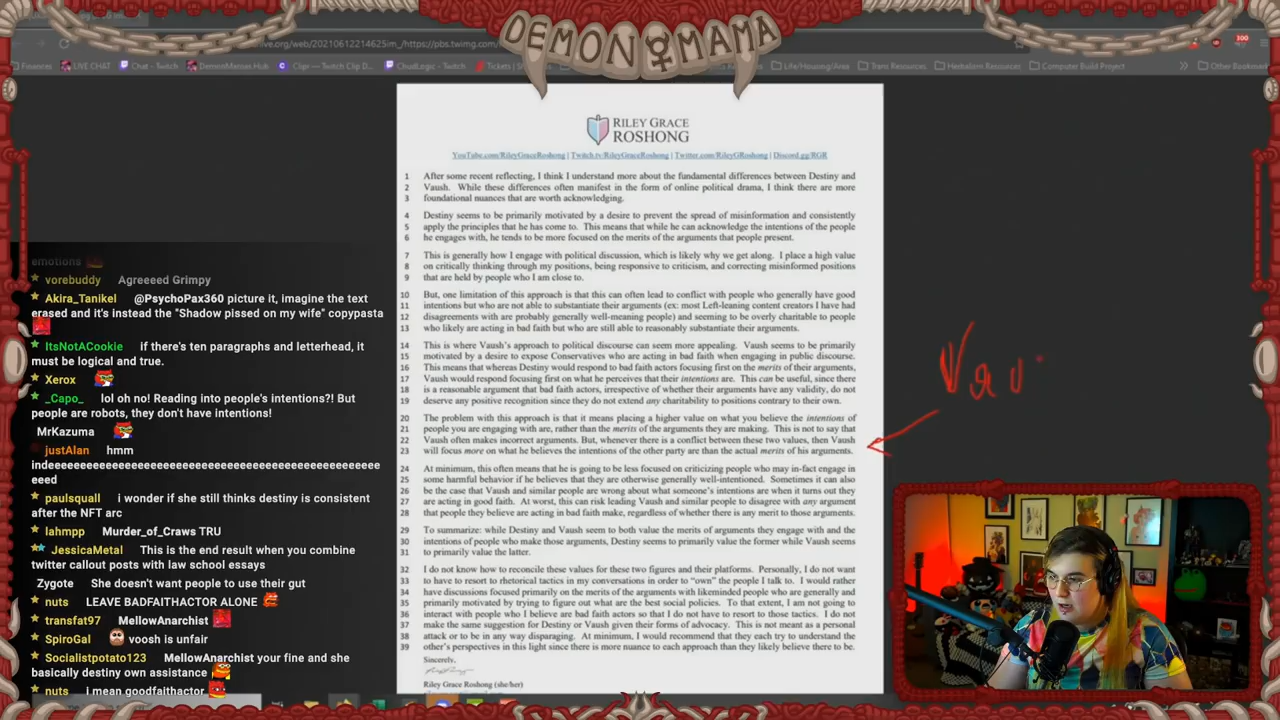 DEMON MAMA
ive.org/web/20210612214625im_/https://pbs.twimg.com/
300
Finances
LIVE CHAT
Chat - Twitch
DemonMamas Hub
Clipr — Twitch Clip D...
ChatLogic - Twitch
Tickets | S
Life/Housing/Area
Trans Resources
Herbalism Resources
Computer Build Project
Other Bookmark
RILEY GRACE
ROSHONG
YouTube.com/RileyGraceRoshong | Twitch.tv/RileyGraceRoshong | Twitter.com/RileyGRoshong | Discord.gg/RGR
1 After some recent reflecting, I think I understand more about the fundamental differences between Destiny and
2 Vaush. While these differences often manifest in the form of online political drama, I think there are more
3 foundational nuances that are worth acknowledging.
4 Destiny seems to be primarily motivated by a desire to prevent the spread of misinformation and consistently
5 apply the principles that he has come to. This means that while he can acknowledge the intentions of the people
6 he engages with, he tends to be more focused on the merits of the arguments that people present.
7 This is generally how I engage with political discussion, which is likely why we get along. I place a high value
8 on critically thinking through my positions, being responsive to criticism, and correcting misinformed positions
9 that are held by people who I am close to.
10 But, one limitation of this approach is that this can often lead to conflict with people who generally have good
11 intentions but who are not able to substantiate their arguments (ex: most Left-leaning content creators I have had
12 disagreements with are probably generally well-meaning people) and seeming to be overly charitable to people
13 who likely are acting in bad faith but who are still able to reasonably substantiate their arguments.
14 This is where Vaush's approach to political discourse can seem more appealing. Vaush seems to be primarily
15 motivated by a desire to expose Conservatives who are acting in bad faith when engaging in public discourse.
16 This means that whereas Destiny would respond to bad faith actors focusing first on the merits of their arguments,
17 Vaush would respond focusing first on what he perceives that their intentions are. This can be useful, since there
18 is a reasonable argument that bad faith actors, irrespective of whether their arguments have any validity, do not
19 deserve any positive recognition since they do not extend any charitability to positions contrary to their own.
20 The problem with this approach is that it means placing a higher value on what you believe the intentions of
21 people you are engaging with are, rather than the merits of the arguments they are making. This is not to say that
22 Vaush often makes incorrect arguments. But, whenever there is a conflict between these two values, then Vaush
23 will focus more on what he believes the intentions of the other party are than the actual merits of his arguments.
24 At minimum, this often means that he is going to be less focused on criticizing people who may in-fact engage in
25 some harmful behavior if he believes that they are otherwise generally well-intentioned. Sometimes it can also
26 be the case that Vaush and similar people are wrong about what someone's intentions are when it turns out they
27 are acting in good faith. At worst, this can risk leading Vaush and similar people to disagree with any argument
28 that people they believe are acting in bad faith make, regardless of whether there is any merit to those arguments.
29 To summarize: while Destiny and Vaush seem to both value the merits of arguments they engage with and the
30 intentions of people who make those arguments, Destiny seems to primarily value the former while Vaush seems
31 to primarily value the latter.
32 I do not know how to reconcile these values for these two figures and their platforms. Personally, I do not want
33 to have to resort to rhetorical tactics in my conversations in order to “own” the people I talk to. I would rather
34 have discussions focused primarily on the merits of the arguments with likeminded people who are generally and
35 primarily motivated by trying to figure out what are the best social policies. To that extent, I am not going to
36 interact with people who I believe are bad faith actors so that I do not have to resort to those tactics. I do not
37 make the same suggestion for Destiny or Vaush given their forms of advocacy. This is not meant as a personal
38 attack or to be in any way disparaging. At minimum, I would recommend that they each try to understand the
39 other's perspectives in this light since there is more nuance to each approach than they likely believe there to be.
Sincerely,
Riley Grace Roshong (she/her)
Vau
emotions
vorebuddy Agreeeed Grimpy
Akira_Tanikel @PsychoPax360 picture it, imagine the text
erased and its instead the "Shadow pissed on my wife" copypasta
ItsNotACookie if there's ten paragraphs and letterhead, it
must be logical and true.
Xerox
_Capo_ lol oh no! Reading into people's intentions?! But
people are robots, they don't have intentions!
MrKazuma
justAlan hmm
indeeeeeeeeeeeeeeeeeeeeeeeeeeeeeeeeeeeeeeeeeeeee
eeed
paulsquall i wonder if she still thinks destiny is consistent
after the NFT arc
lahmpp Murder_of_Craws TRU
JessicaMetal This is the end result when you combine
twitter callout posts with law school essays
Zygote She doesn't want people to use their gut
nuts LEAVE BADFAITHACTOR ALONE
traitort97 MellowAnarchist
SpiroGal voosh is unfair
Socialistpotato123 MellowAnarchist your fine and she
basically destiny own assistance
nuts i mean goodfaithactor